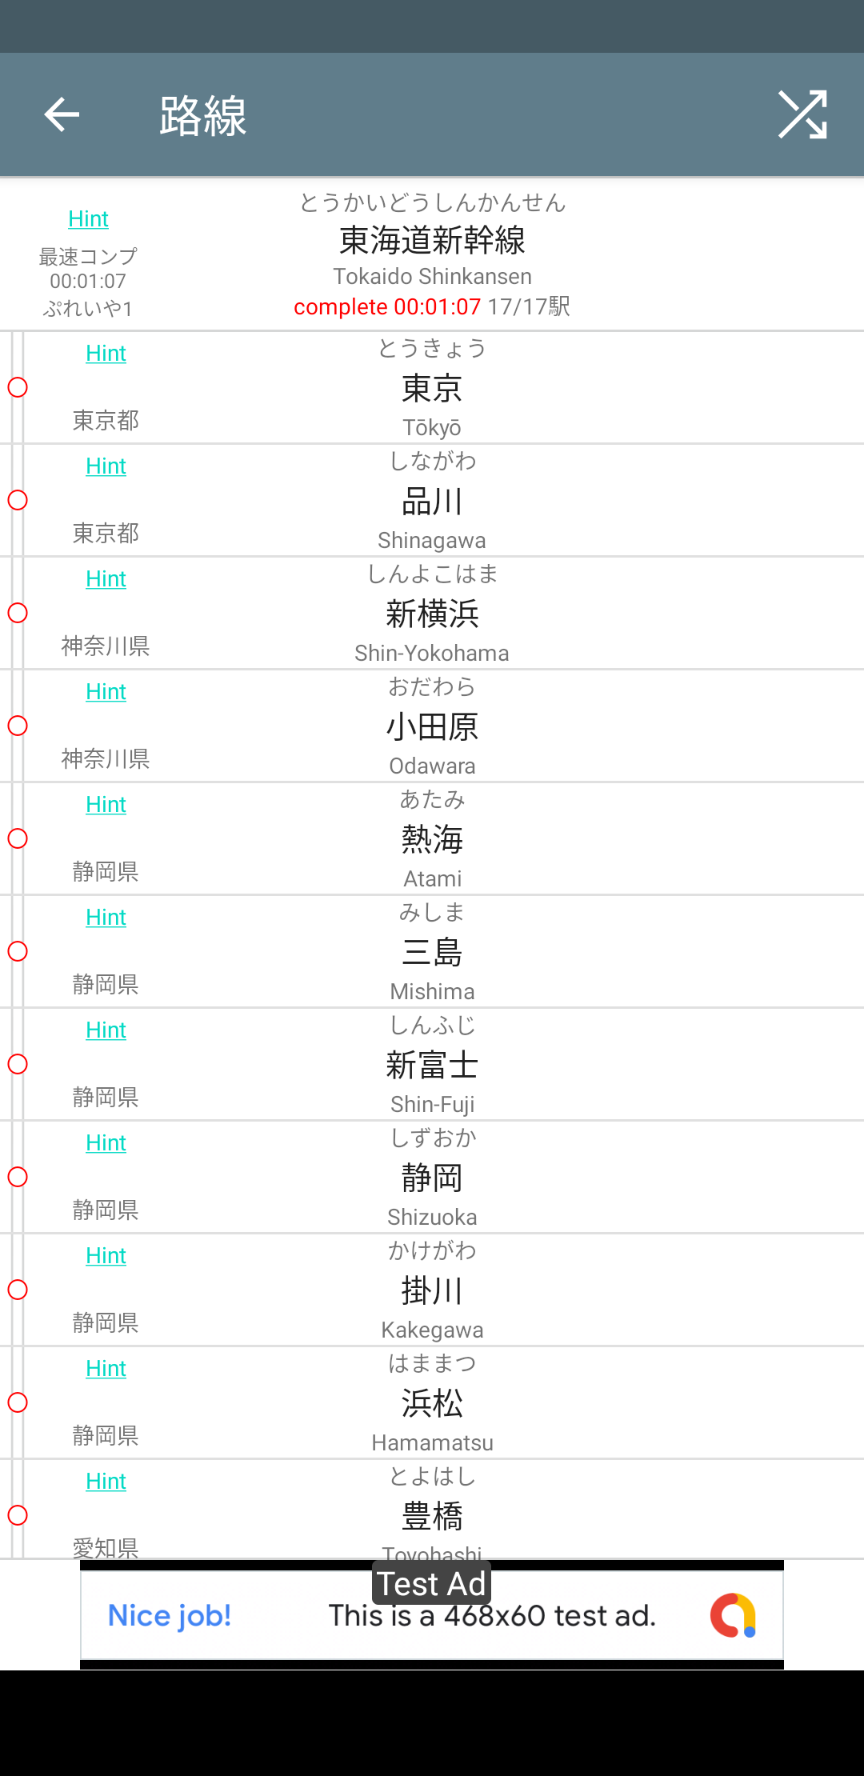 路線
Hint
最速コンプ
00:01:07
ぷれいや1
とうかいどうしんかんせん
東海道新幹線
Tokaido Shinkansen
complete 00:01:07 17/17駅
Hint
東京都
とうきょう
東京
Tōkyō
Hint
東京都
しながわ
品川
Shinagawa
Hint
神奈川県
しんよこはま
新横浜
Shin-Yokohama
Hint
神奈川県
おだわら
小田原
Odawara
Hint
静岡県
あたみ
熱海
Atami
Hint
静岡県
みしま
三島
Mishima
Hint
静岡県
しんふじ
新富士
Shin-Fuji
Hint
静岡県
しずおか
静岡
Shizuoka
Hint
静岡県
かけがわ
掛川
Kakegawa
Hint
静岡県
はままつ
浜松
Hamamatsu
Hint
愛知県
とよはし
豊橋
Toyohashi
Test Ad
Nice job!
This is a 468x60 test ad.